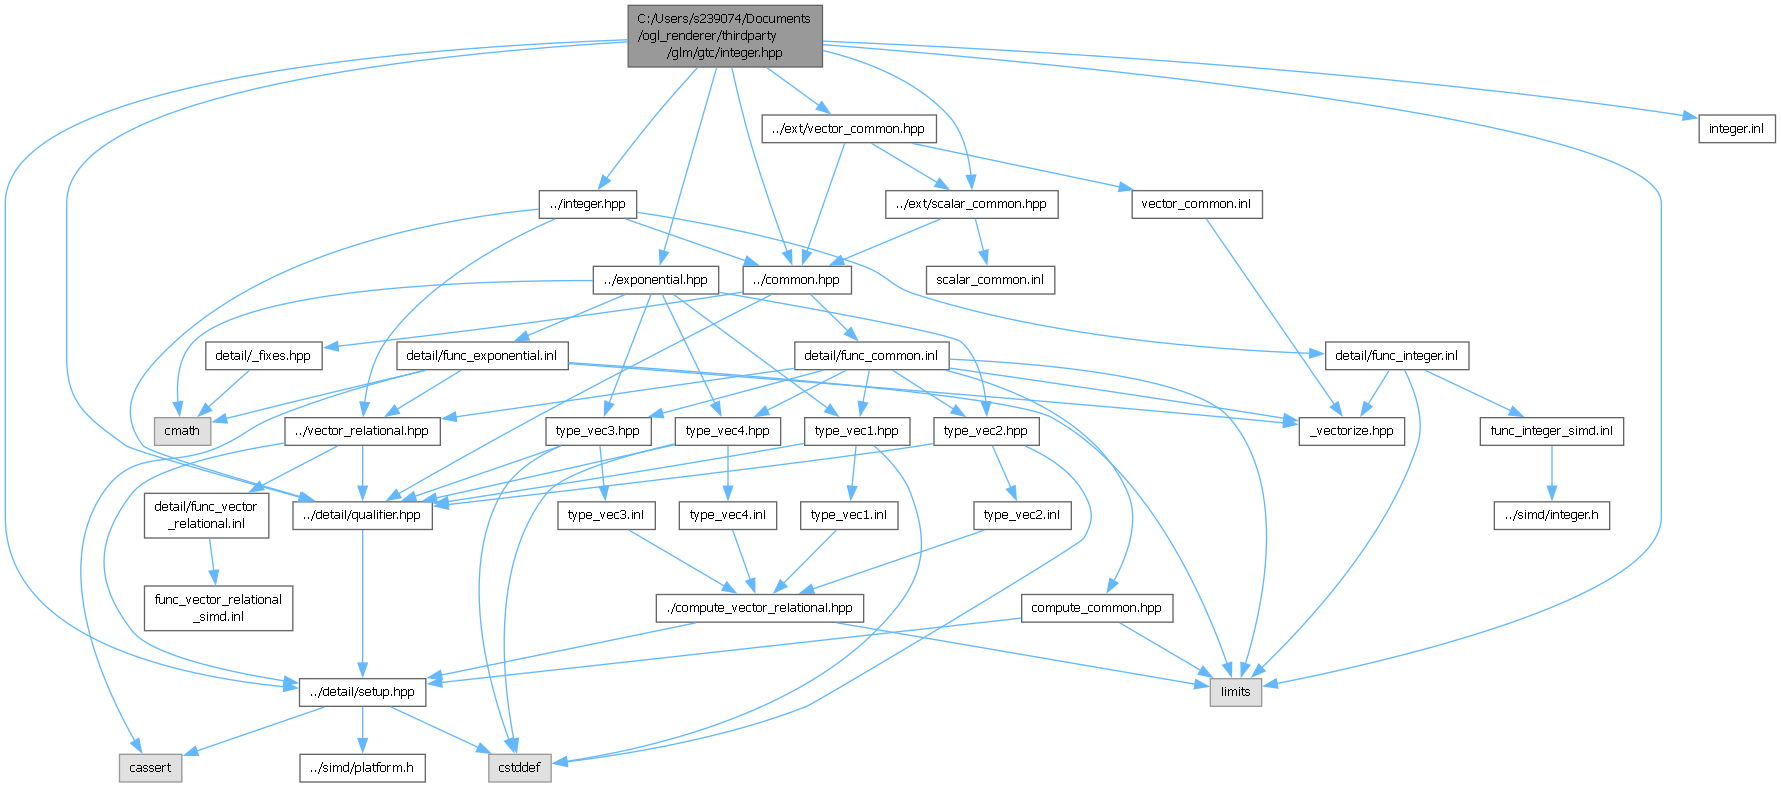 C:/Users/s239074/Documents
/ogl_renderer/thirdparty
/glm/gtc/integer.hpp
../ext/vector_common.hpp
integer.inl
../integer.hpp
../ext/scalar_common.hpp
vector_common.inl
../exponential.hpp
../common.hpp
scalar_common.inl
detail/_fixes.hpp
detail/func_exponential.inl
detail/func_common.inl
detail/func_integer.inl
cmath
../vector_relational.hpp
type_vec3.hpp
type_vec4.hpp
type_vec1.hpp
type_vec2.hpp
_vectorize.hpp
func_integer_simd.inl
detail/func_vector
_relational.inl
../detail/qualifier.hpp
type_vec3.inl
type_vec4.inl
type_vec1.inl
type_vec2.inl
../simd/integer.h
func_vector_relational
_simd.inl
./compute_vector_relational.hpp
compute_common.hpp
../detail/setup.hpp
limits
cassert
../simd/platform.h
cstddef